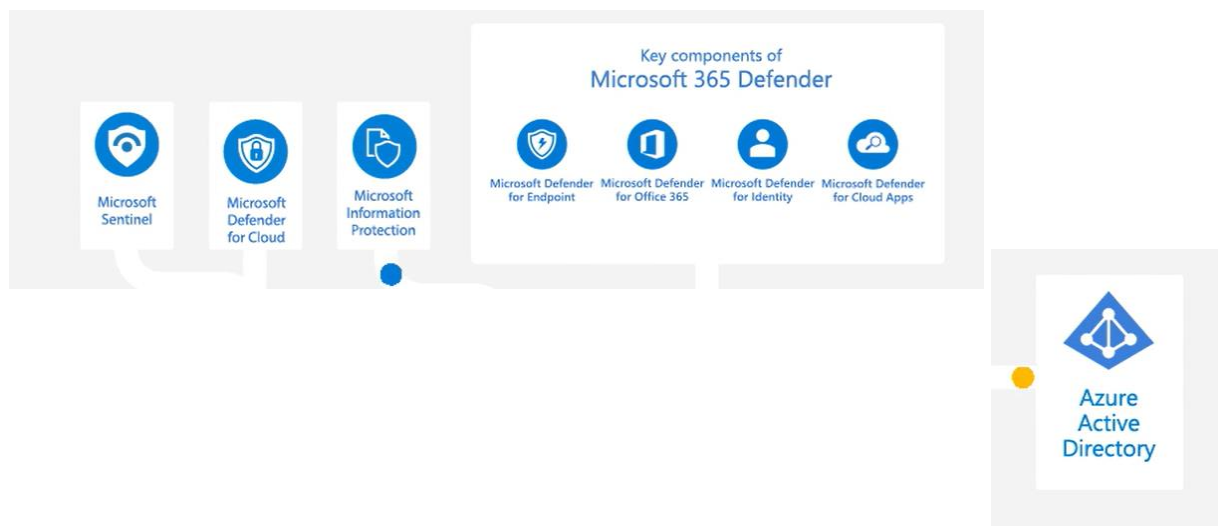 Key components of
Microsoft 365 Defender
Microsoft
Sentinel
Microsoft
Defender
for Cloud
Microsoft
Information
Protection
Microsoft Defender
for Endpoint
Microsoft Defender
for Office 365
Microsoft Defender
for Identity
Microsoft Defender
for Cloud Apps
Azure
Active
Directory